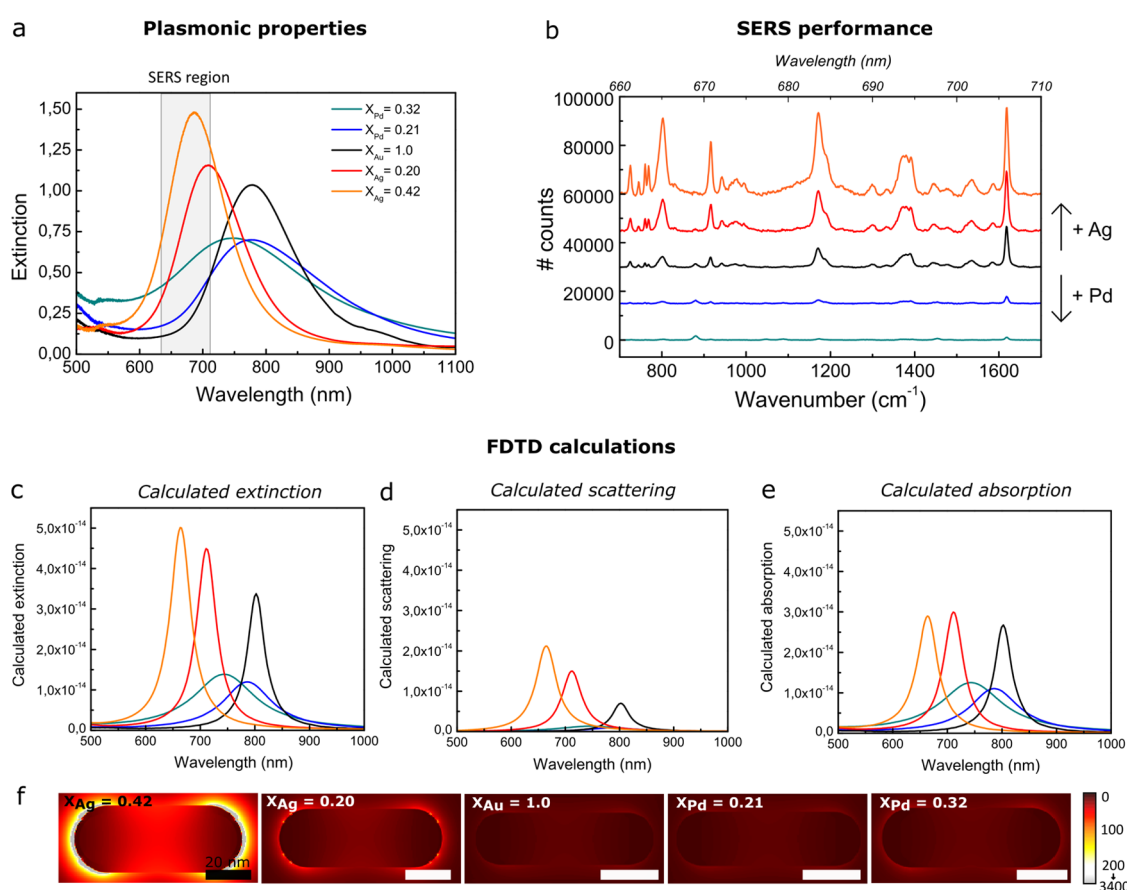 a
Plasmonic properties
SERS region
Extinction
1,50
1,25
1,00
0,75
0,50
0,25
0,00
X_Pd = 0.32
X_Pd = 0.21
X_Au = 1.0
X_Ag = 0.20
X_Ag = 0.42
500 600 700 800 900 1000 1100
Wavelength (nm)
b
SERS performance
Wavelength (nm)
660 670 680 690 700 710
# counts
100000
80000
60000
40000
20000
0
+ Ag
+ Pd
800 1000 1200 1400 1600
Wavenumber (cm⁻¹)
FDTD calculations
c
Calculated extinction
Calculated extinction
5,0x10⁻¹⁴
4,0x10⁻¹⁴
3,0x10⁻¹⁴
2,0x10⁻¹⁴
1,0x10⁻¹⁴
0,0
500 600 700 800 900 1000
Wavelength (nm)
d
Calculated scattering
Calculated scattering
5,0x10⁻¹⁴
4,0x10⁻¹⁴
3,0x10⁻¹⁴
2,0x10⁻¹⁴
1,0x10⁻¹⁴
0,0
500 600 700 800 900 1000
Wavelength (nm)
e
Calculated absorption
Calculated absorption
5,0x10⁻¹⁴
4,0x10⁻¹⁴
3,0x10⁻¹⁴
2,0x10⁻¹⁴
1,0x10⁻¹⁴
0,0
500 600 700 800 900 1000
Wavelength (nm)
f
X_Ag = 0.42
20 nm
X_Ag = 0.20
X_Au = 1.0
X_Pd = 0.21
X_Pd = 0.32
0
100
200
3400